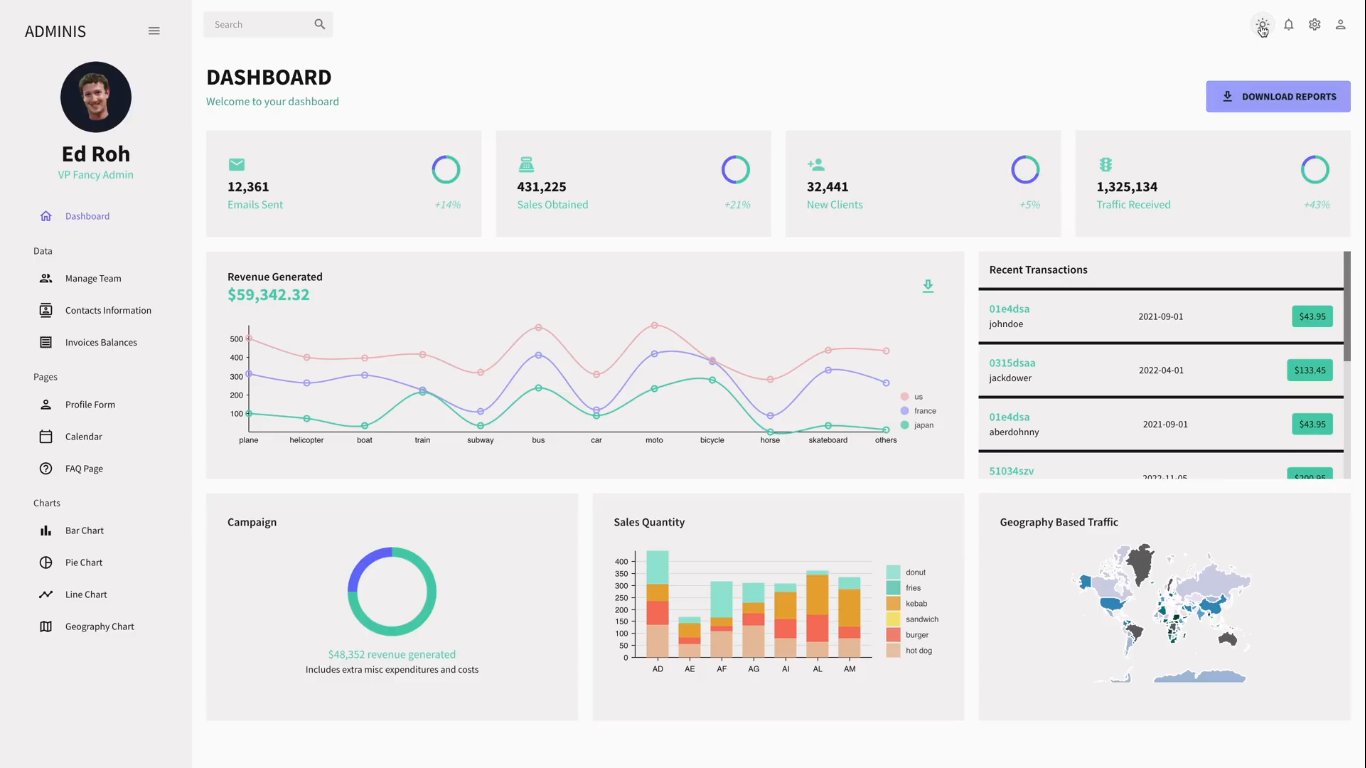 ADMINIS
Search
Ed Roh
VP Fancy Admin
Dashboard
Data
Manage Team
Contacts Information
Invoices Balances
Pages
Profile Form
Calendar
FAQ Page
Charts
Bar Chart
Pie Chart
Line Chart
Geography Chart
DASHBOARD
Welcome to your dashboard
DOWNLOAD REPORTS
12,361
Emails Sent
+14%
431,225
Sales Obtained
+21%
32,441
New Clients
+5%
1,325,134
Traffic Received
+43%
Revenue Generated
$59,342.32
500
400
300
200
100
plane helicopter boat train subway bus car moto bicycle horse skateboard others
us
france
japan
Recent Transactions
01e4dsa
johndoe
2021-09-01
$43.95
0315dsaa
jackdower
2022-04-01
$133.45
01e4dsa
aberdohnny
2021-09-01
$43.95
51034szv
2022-11-05
$200.95
Campaign
$48,352 revenue generated
Includes extra misc expenditures and costs
Sales Quantity
400
350
300
250
200
150
100
50
0
AD AE AF AG AI AL AM
donut
fries
kebab
sandwich
burger
hot dog
Geography Based Traffic